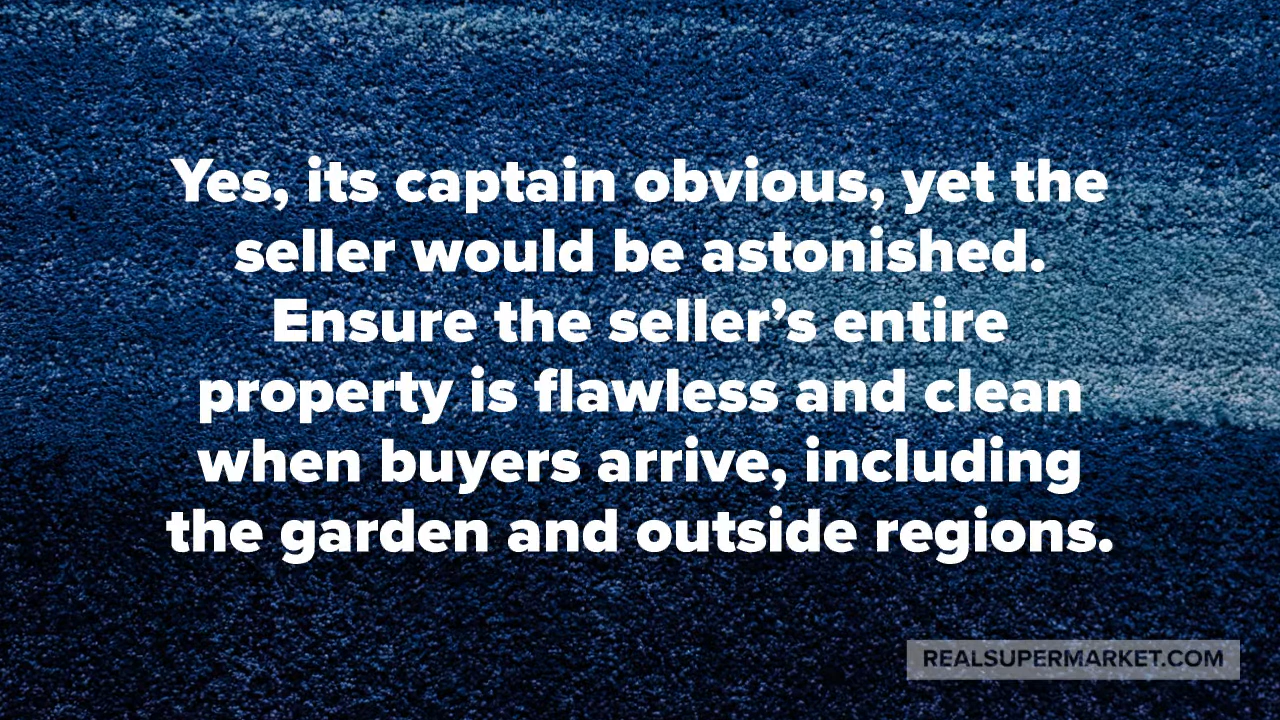 Yes, its captain obvious, yet the
seller would be astonished.
Ensure the seller’s entire
property is flawless and clean
when buyers arrive, including
the garden and outside regions.
REALSUPERMARKET.COM